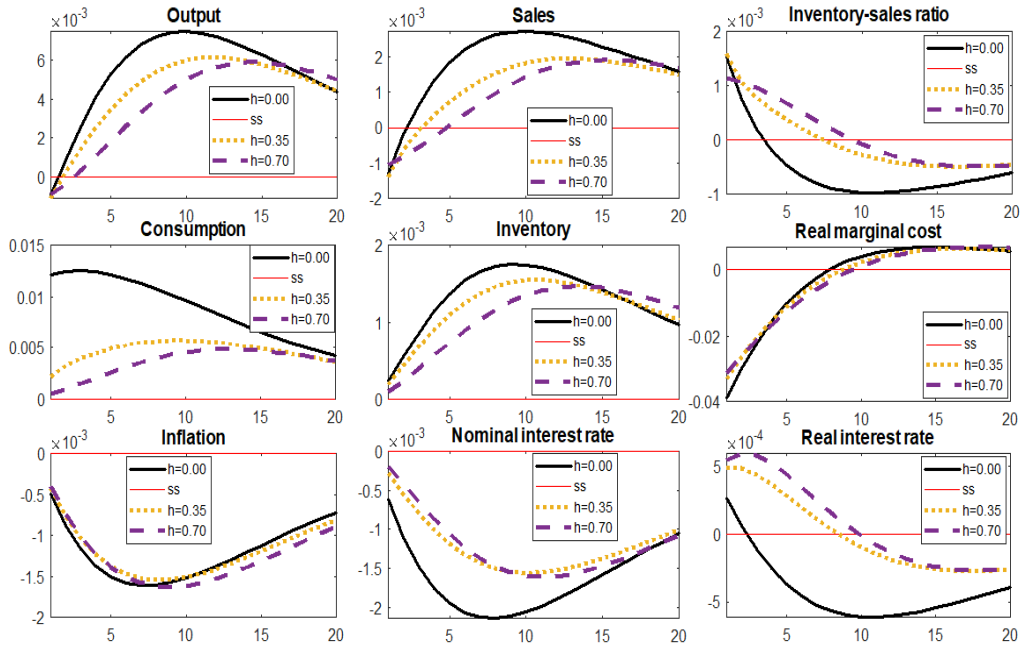 Output
×10⁻³
6
4
2
0
5
10
15
20
h=0.00
ss
h=0.35
h=0.70
Sales
×10⁻³
2
1
0
-1
-2
5
10
15
20
h=0.00
ss
h=0.35
h=0.70
Inventory-sales ratio
×10⁻³
2
1
0
-1
5
10
15
20
h=0.00
ss
h=0.35
h=0.70
Consumption
0.015
0.01
0.005
0
5
10
15
20
h=0.00
ss
h=0.35
h=0.70
Inventory
×10⁻³
2
1
0
5
10
15
20
h=0.00
ss
h=0.35
h=0.70
Real marginal cost
0
-0.02
-0.04
5
10
15
20
h=0.00
ss
h=0.35
h=0.70
Inflation
×10⁻³
0
-0.5
-1
-1.5
-2
5
10
15
20
h=0.00
ss
h=0.35
h=0.70
Nominal interest rate
×10⁻³
0
-0.5
-1
-1.5
-2
5
10
15
20
h=0.00
ss
h=0.35
h=0.70
Real interest rate
×10⁻⁴
5
0
-5
5
10
15
20
h=0.00
ss
h=0.35
h=0.70